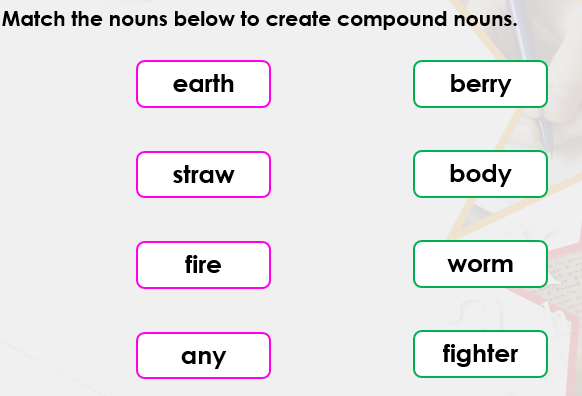 Match the nouns below to create compound nouns.
earth berry
straw body
fire worm
any fighter